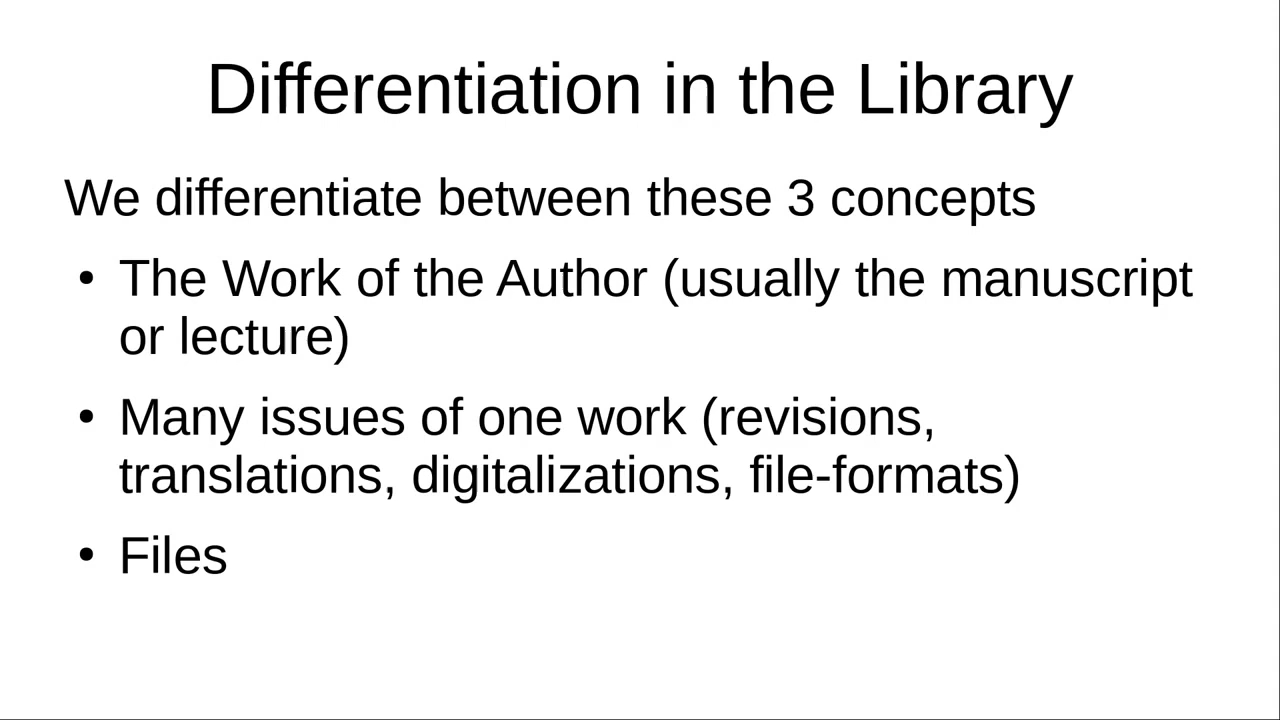 Differentiation in the Library
We differentiate between these 3 concepts
• The Work of the Author (usually the manuscript
or lecture)
• Many issues of one work (revisions,
translations, digitalizations, file-formats)
• Files